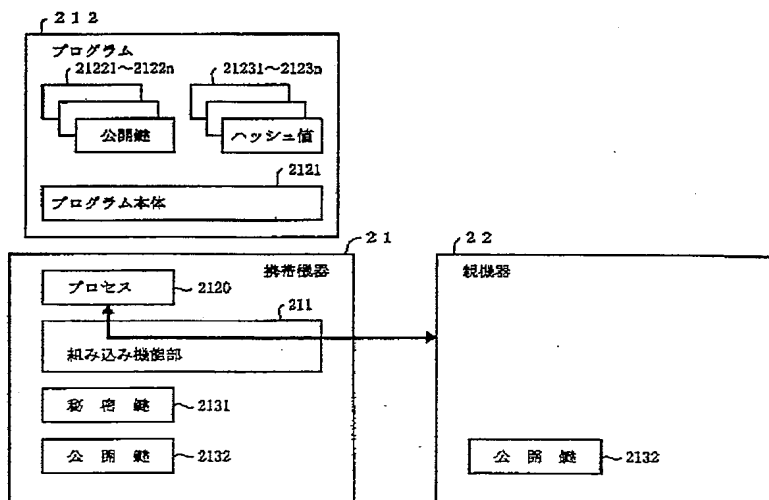 ２１２
プログラム
21221～2122n
21231～2123n
公開鍵
ハッシュ値
2121
プログラム本体
２１
２２
携帯機器
親機器
プロセス
2120
211
組み込み機能部
秘密鍵
2131
公開鍵
2132
公開鍵
2132